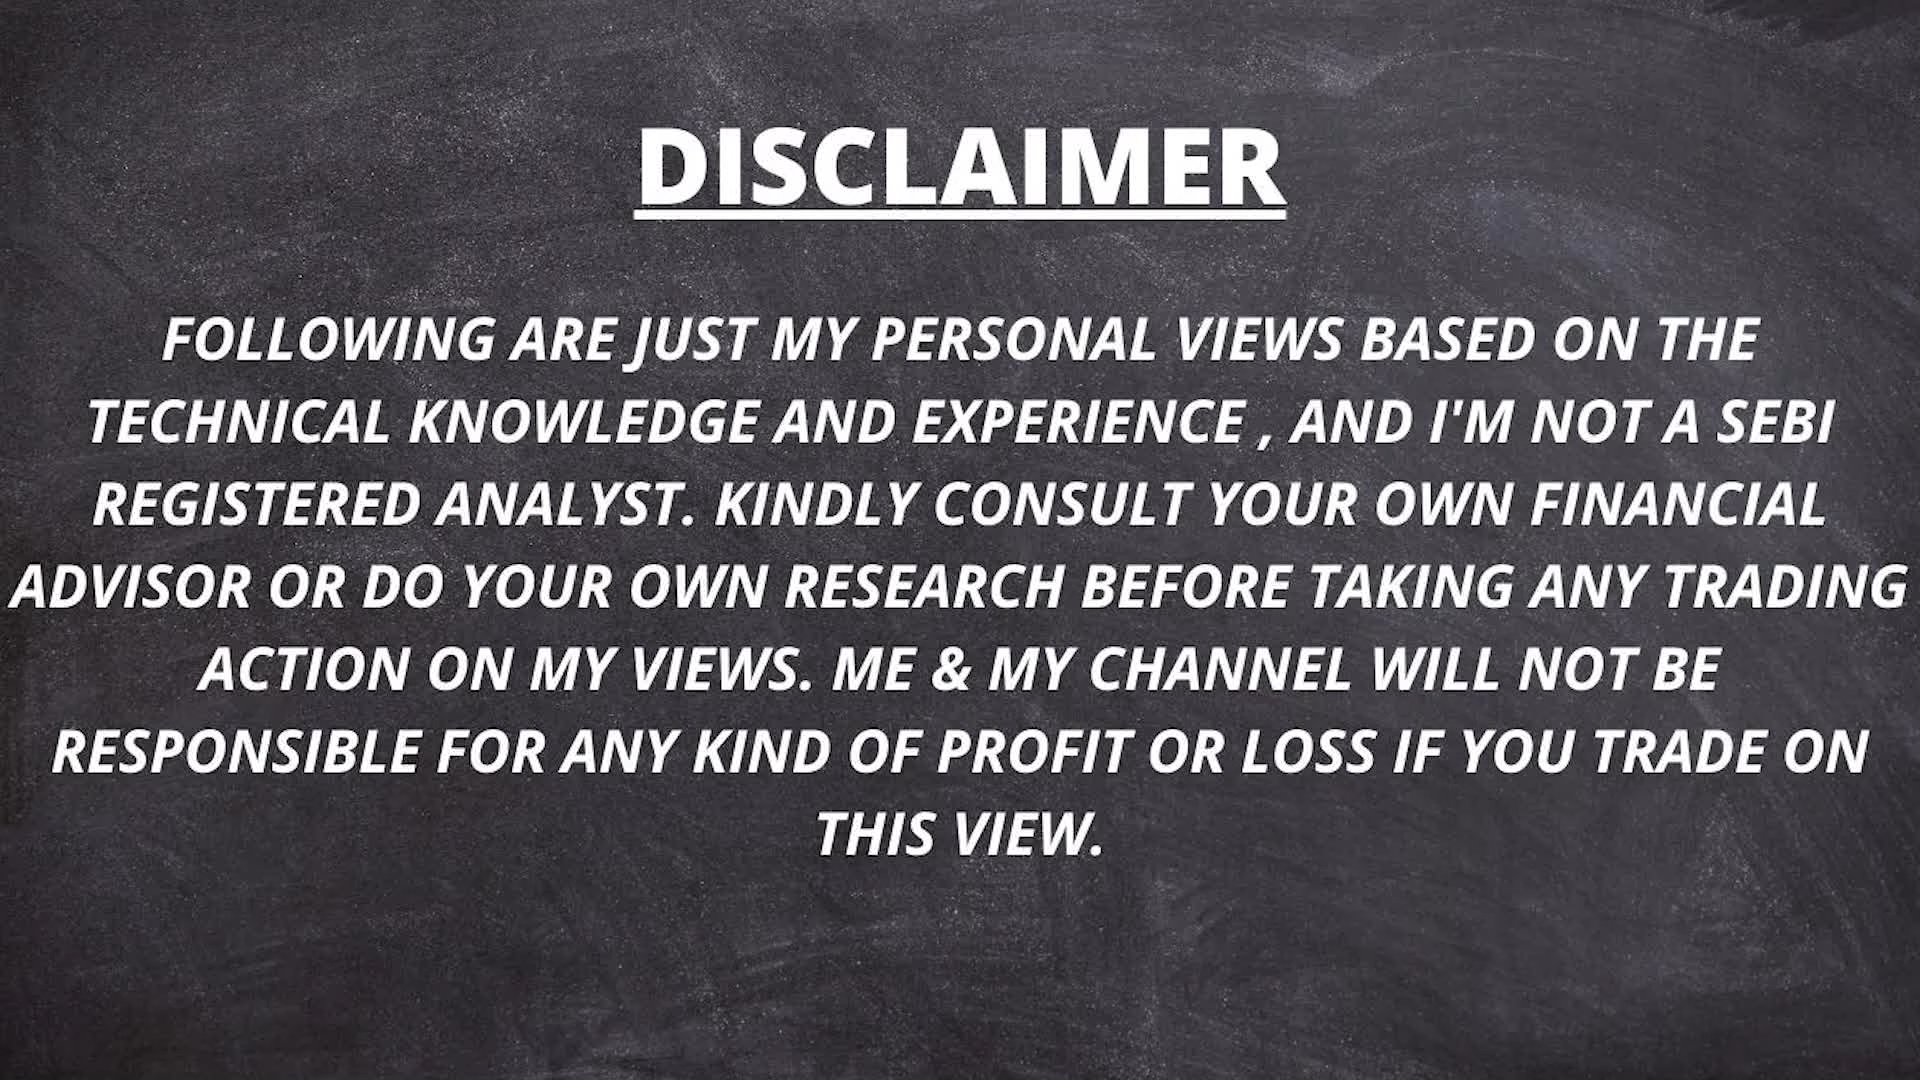 DISCLAIMER
FOLLOWING ARE JUST MY PERSONAL VIEWS BASED ON THE
TECHNICAL KNOWLEDGE AND EXPERIENCE , AND I'M NOT A SEBI
REGISTERED ANALYST. KINDLY CONSULT YOUR OWN FINANCIAL
ADVISOR OR DO YOUR OWN RESEARCH BEFORE TAKING ANY TRADING
ACTION ON MY VIEWS. ME & MY CHANNEL WILL NOT BE
RESPONSIBLE FOR ANY KIND OF PROFIT OR LOSS IF YOU TRADE ON
THIS VIEW.